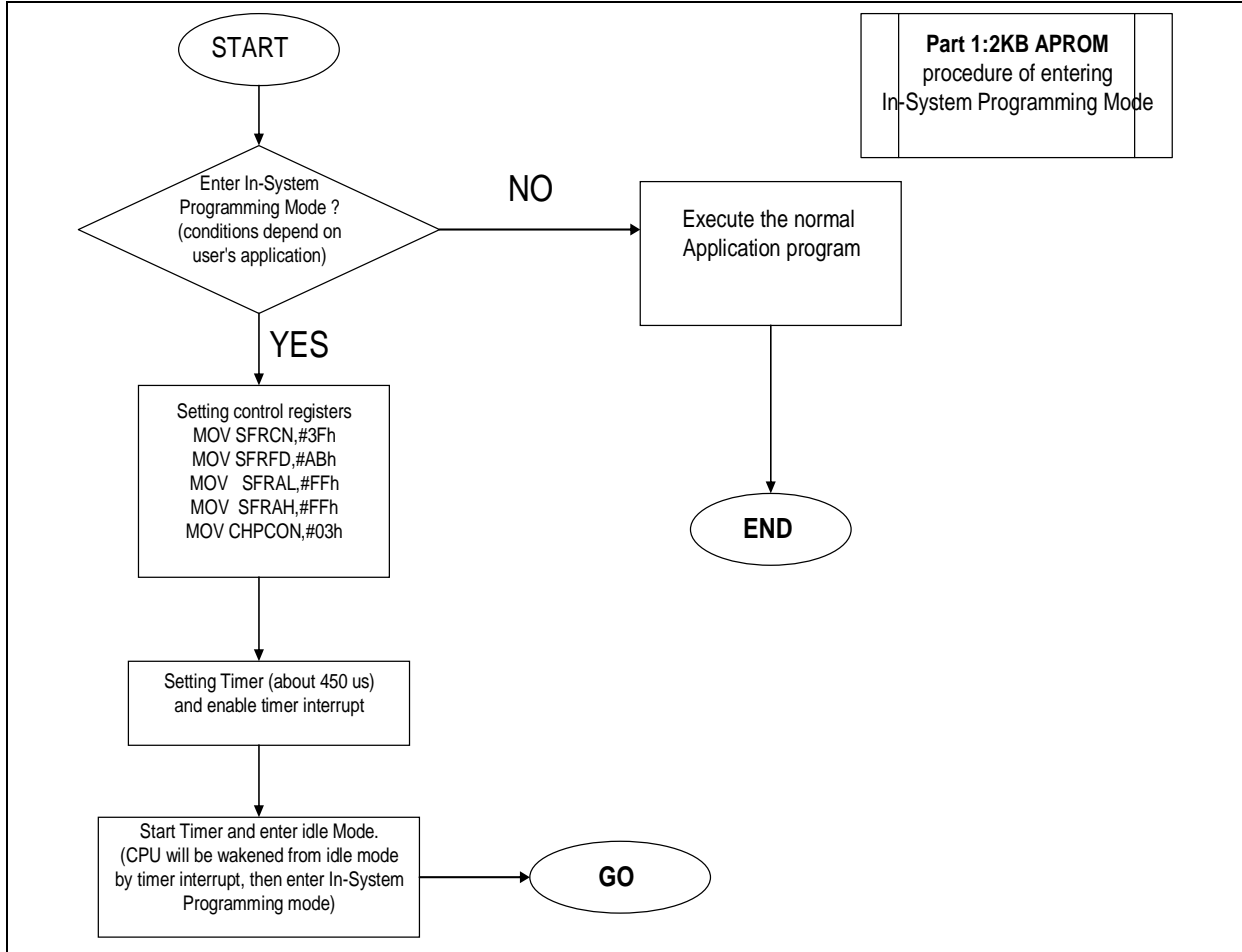 START
Part 1:2KB APROM
procedure of entering
In-System Programming Mode
Enter In-System
Programming Mode ?
(conditions depend on
user's application)
NO
Execute the normal
Application program
YES
Setting control registers
MOV SFRCN,#3Fh
MOV SFRFD,#ABh
MOV SFRAL,#FFh
MOV SFRAH,#FFh
MOV CHPCON,#03h
END
Setting Timer (about 450 us)
and enable timer interrupt
Start Timer and enter idle Mode.
(CPU will be wakened from idle mode
by timer interrupt, then enter In-System
Programming mode)
GO